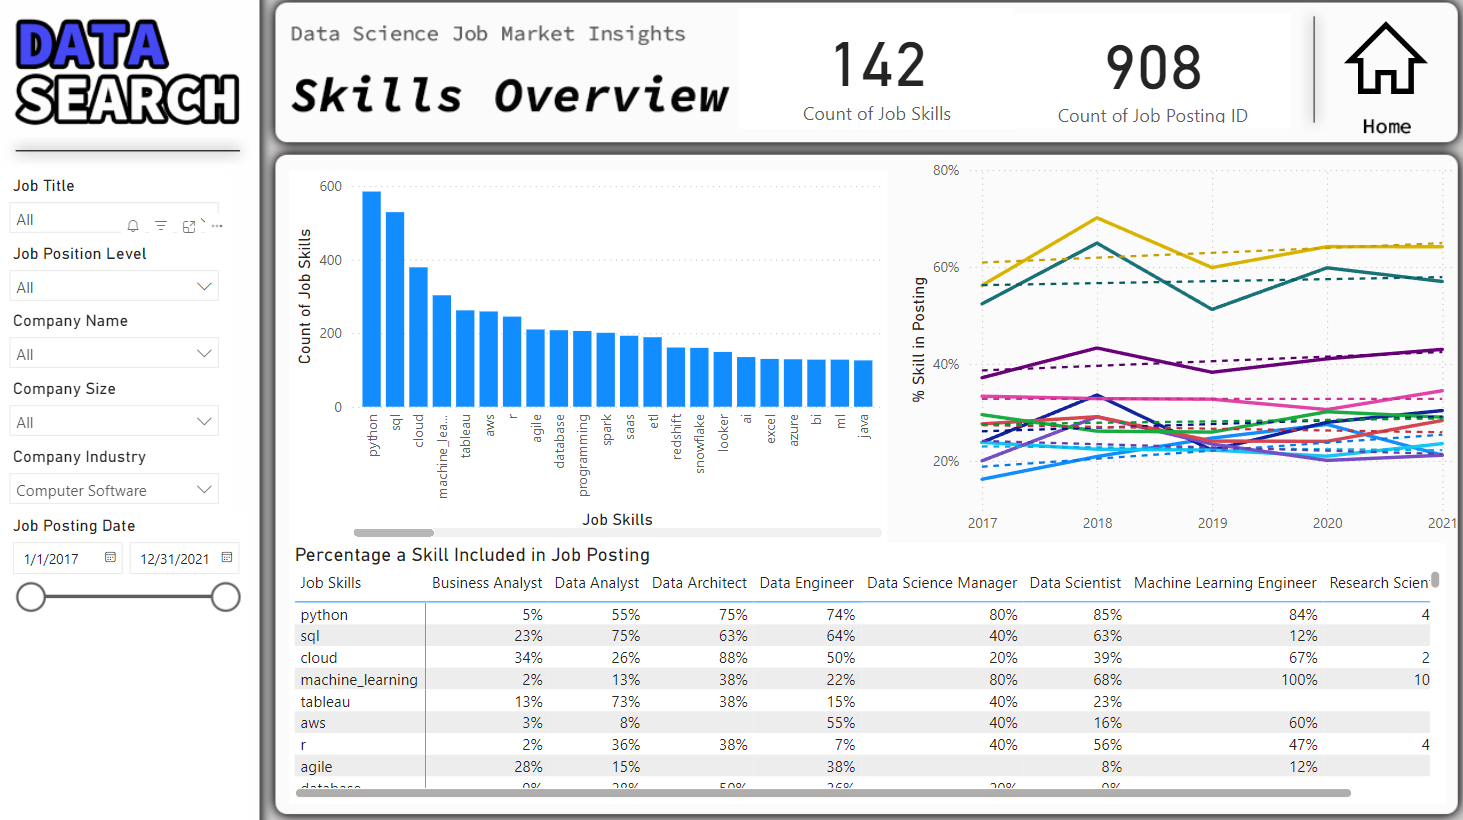 DATA
SEARCH
Job Title
All
Job Position Level
All
Company Name
All
Company Size
All
Company Industry
Computer Software
Job Posting Date
1/1/2017 12/31/2021
Data Science Job Market Insights
Skills Overview
142
Count of Job Skills
908
Count of Job Posting ID
Home
Count of Job Skills
600
400
200
0
python sql cloud machine_lea... tableau aws r agile database programming spark saas etl redshift snowflake looker ai excel azure bi ml java
Job Skills
% Skill in Posting
80%
60%
40%
20%
2017 2018 2019 2020 2021
Percentage a Skill Included in Job Posting
Job Skills Business Analyst Data Analyst Data Architect Data Engineer Data Science Manager Data Scientist Machine Learning Engineer Research Scien
python 5% 55% 75% 74% 80% 85% 84% 4
sql 23% 75% 63% 64% 40% 63% 12%
cloud 34% 26% 88% 50% 20% 39% 67% 2
machine_learning 2% 13% 38% 22% 80% 68% 100% 10
tableau 13% 73% 38% 15% 40% 23%
aws 3% 8% 55% 40% 16% 60%
r 2% 36% 38% 7% 40% 56% 47% 4
agile 28% 15% 38% 8% 12%
database